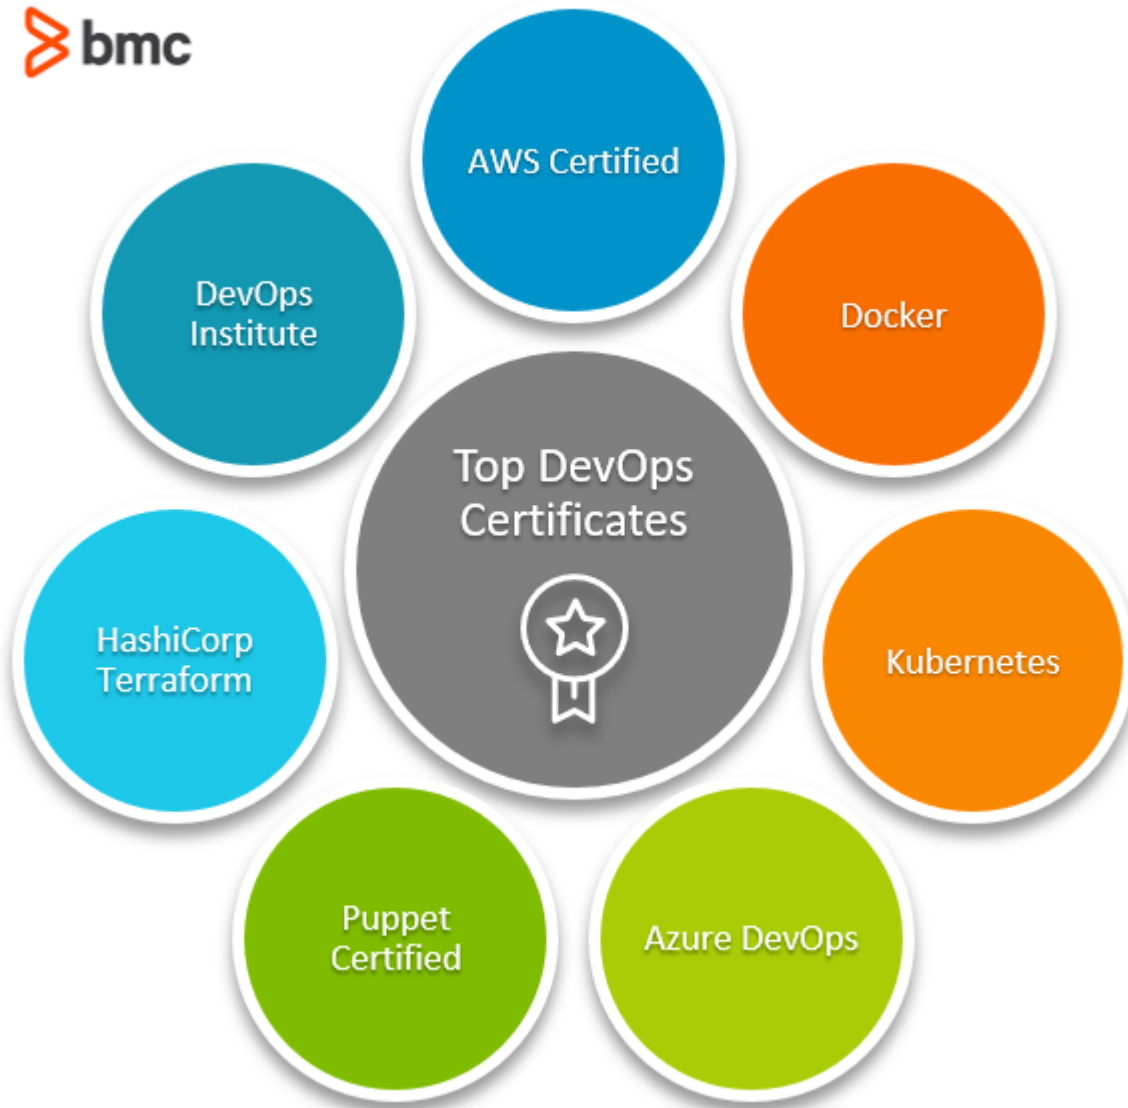 bmc
AWS Certified
Docker
Kubernetes
Azure DevOps
Puppet
Certified
HashiCorp
Terraform
DevOps
Institute
Top DevOps
Certificates